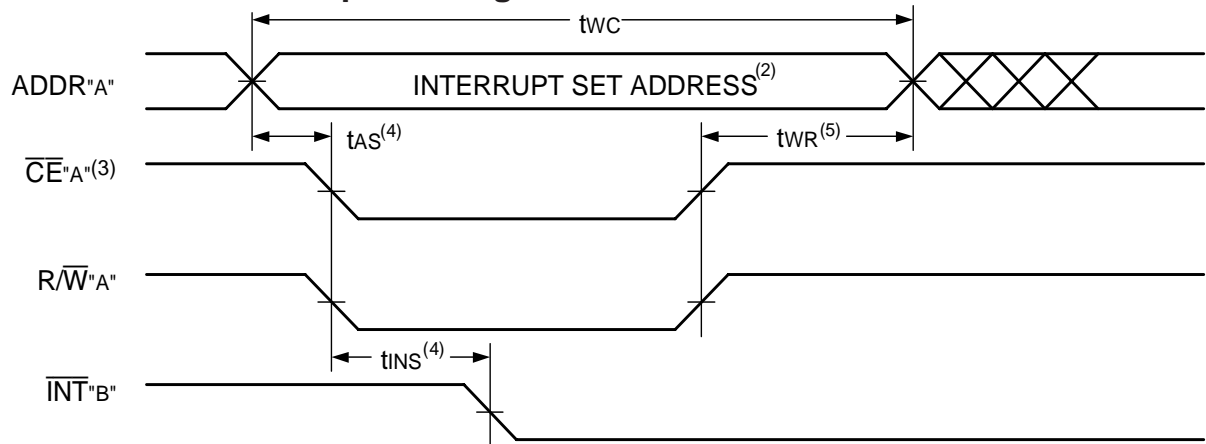 tWC
ADDR"A"
INTERRUPT SET ADDRESS(2)
tAS(4)
tWR(5)
CE"A"(3)
R/W"A"
tINS(4)
INT"B"